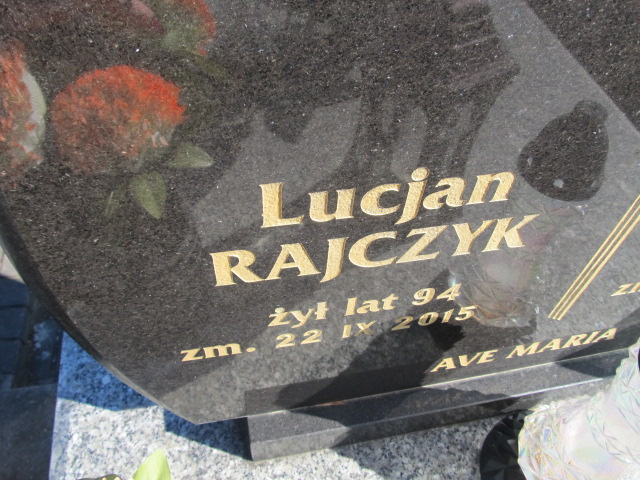 Lucjan
RAJCZYK
żył lat 94
zm. 22 IX 2015
AVE MARIA